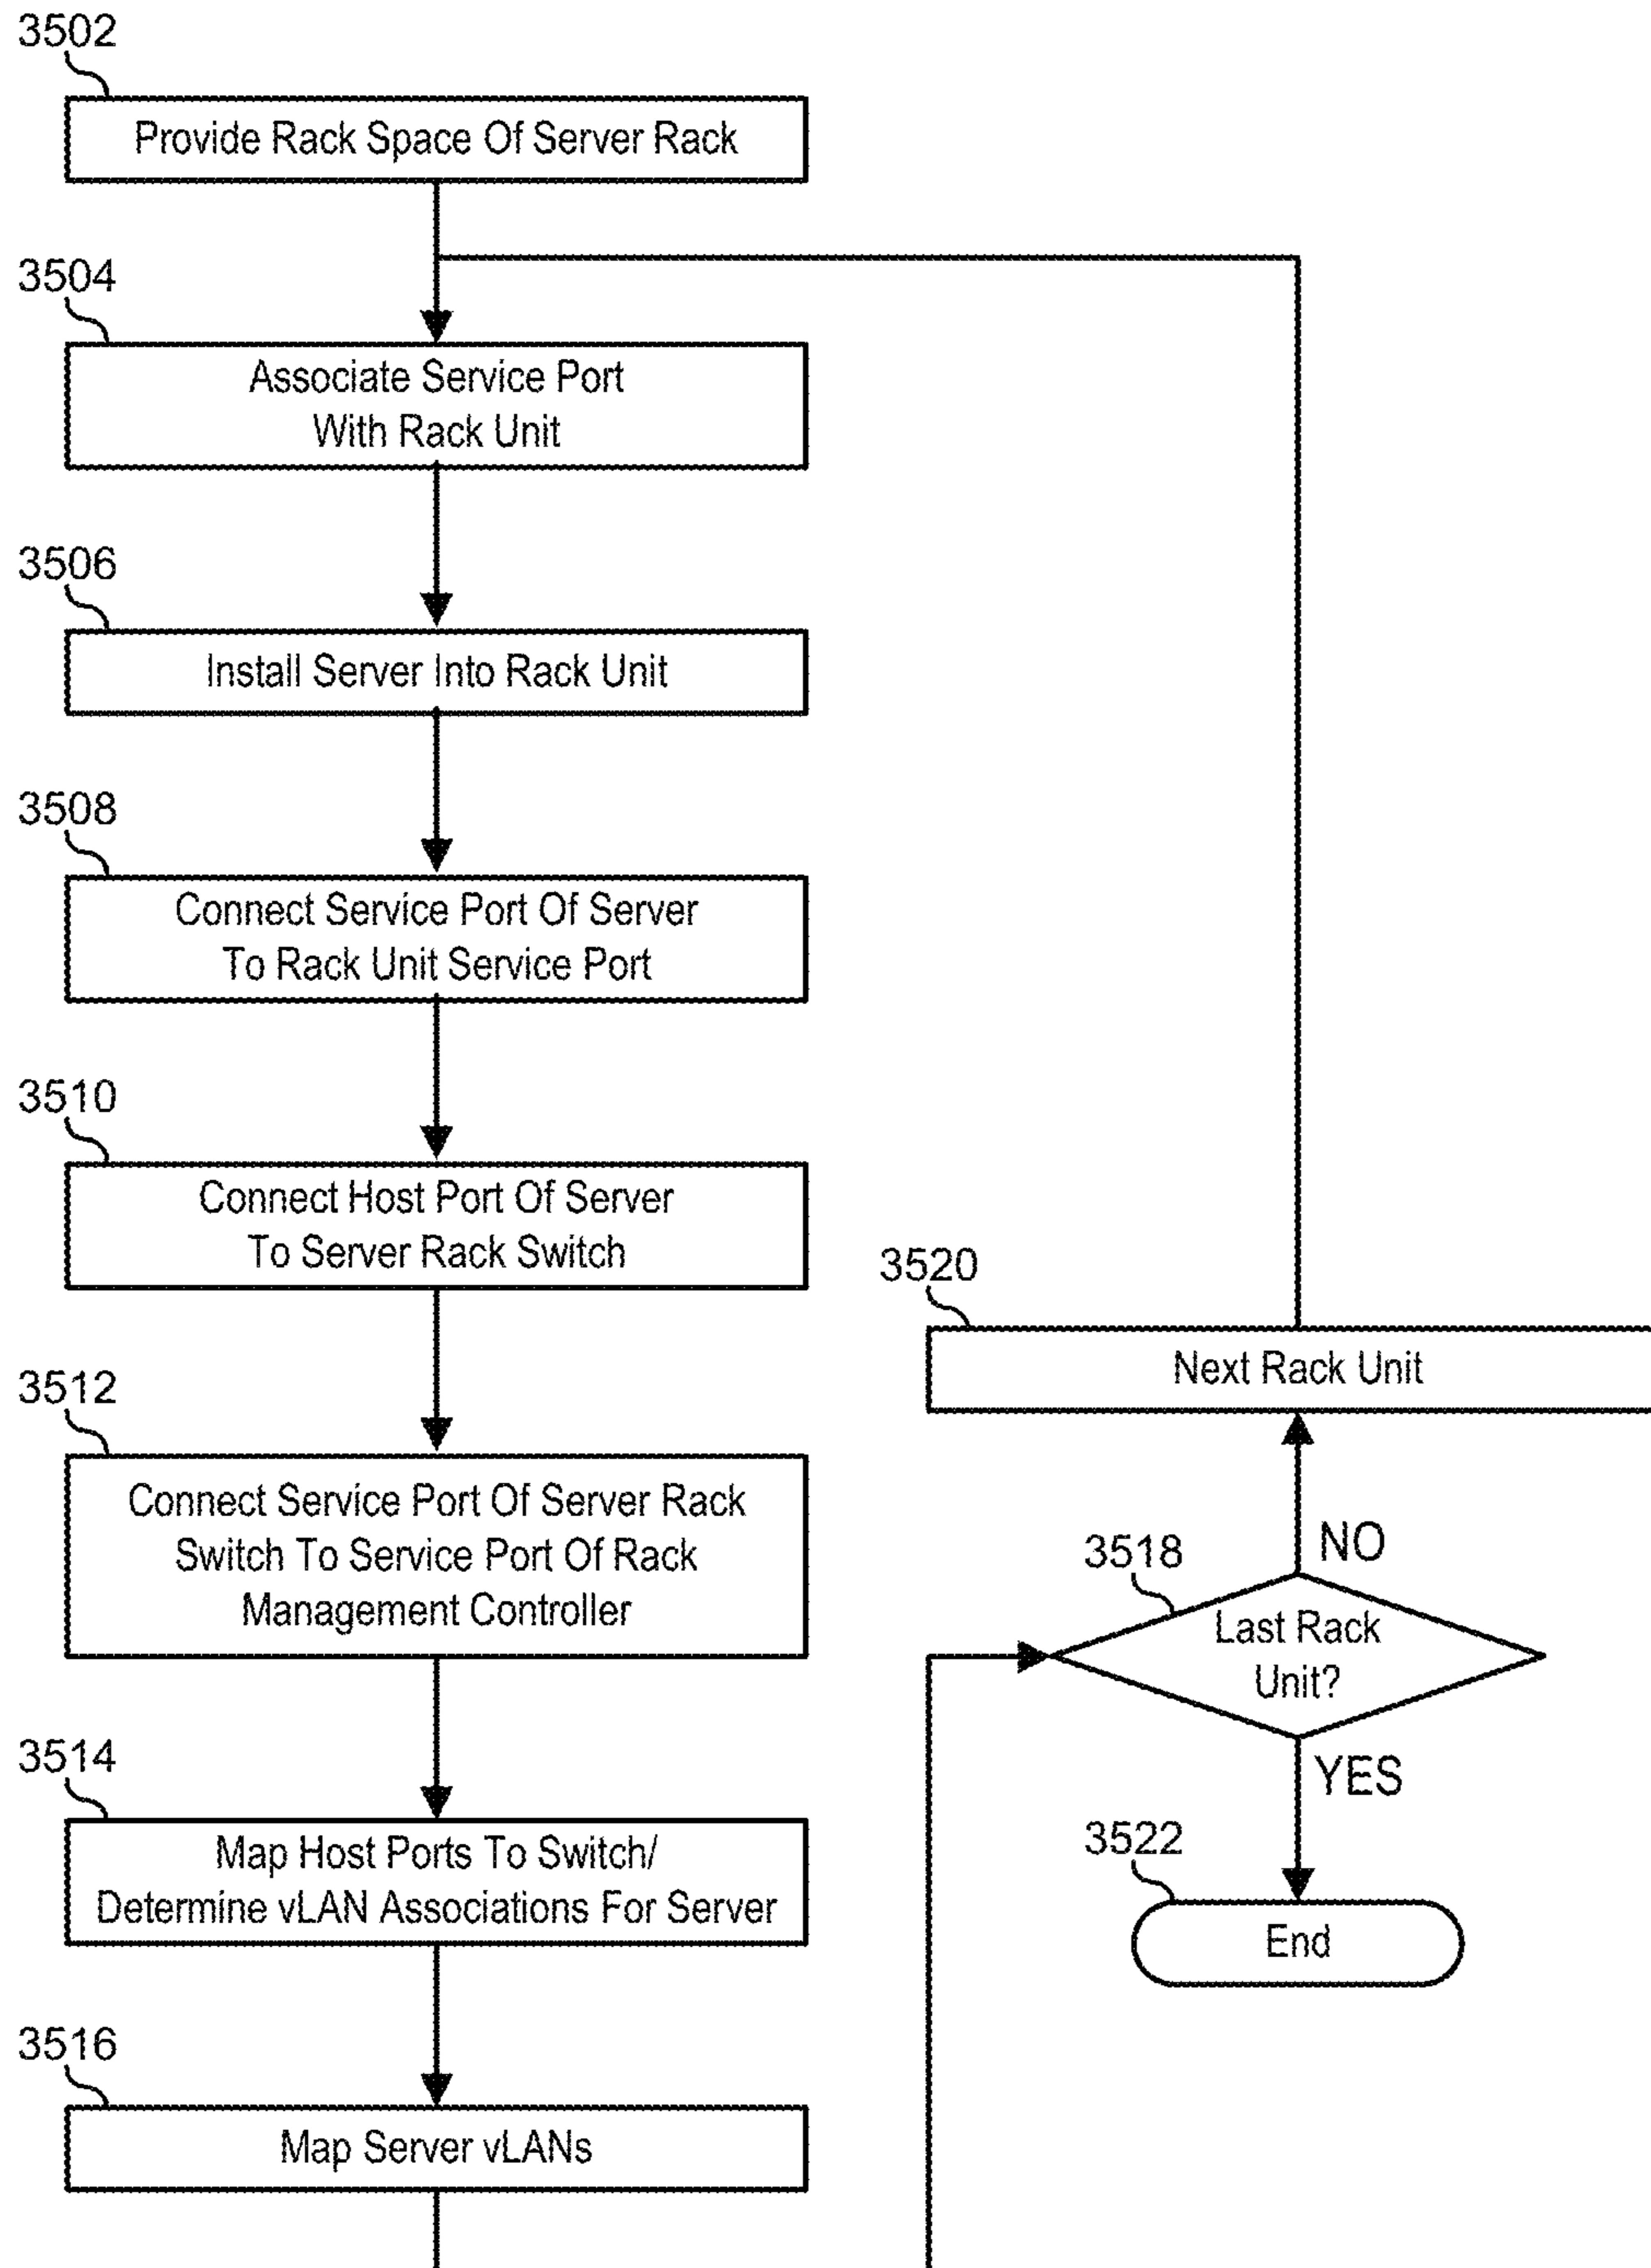 3502
Provide Rack Space Of Server Rack
3504
Associate Service Port
With Rack Unit
3506
Install Server Into Rack Unit
3508
Connect Service Port Of Server
To Rack Unit Service Port
3510
Connect Host Port Of Server
To Server Rack Switch
3512
Connect Service Port Of Server Rack
Switch To Service Port Of Rack
Management Controller
3514
Map Host Ports To Switch/
Determine vLAN Associations For Server
3516
Map Server vLANs
3518
Last Rack
Unit?
NO
3520
Next Rack Unit
YES
3522
End